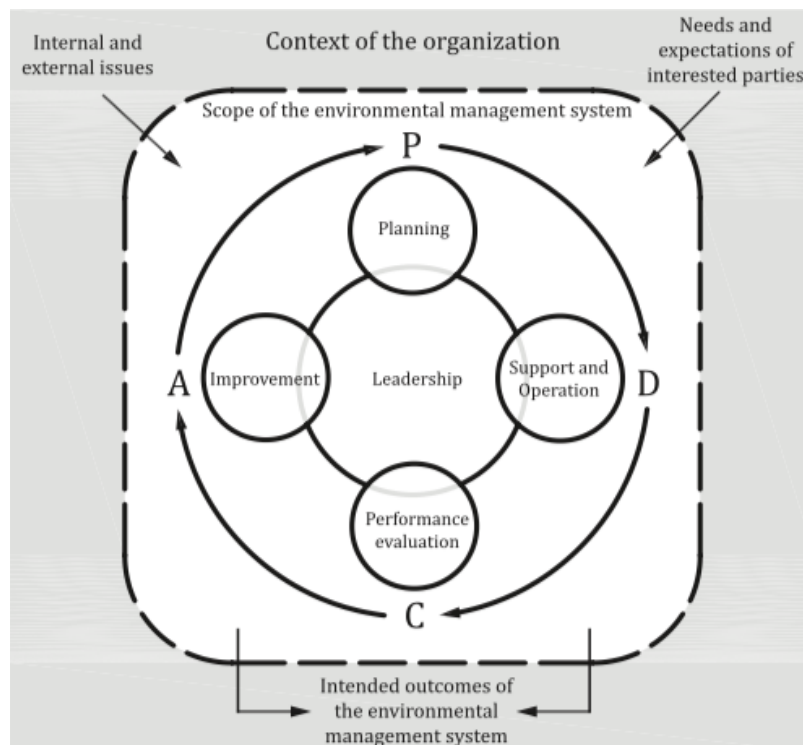 Internal and
external issues
Context of the organization
Needs and
expectations of
interested parties
Scope of the environmental management system
P
Planning
A
Improvement
Leadership
Support and
Operation
D
Performance
evaluation
C
Intended outcomes of
the environmental
management system